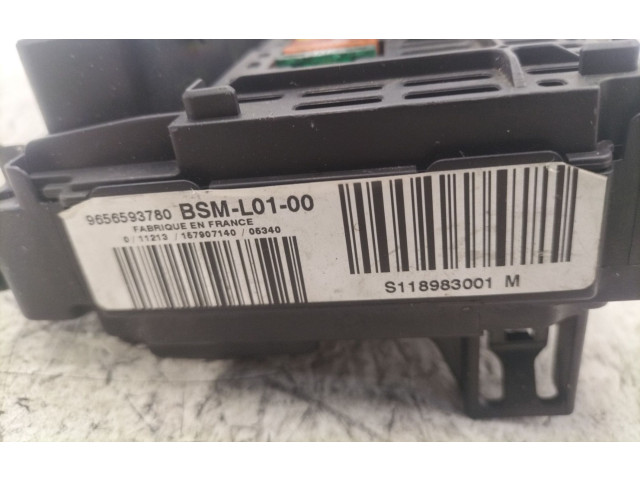 9656593780 BSM-L01-00
FABRIQUE EN FRANCE
0/11213/157907140/05340
S118983001 M